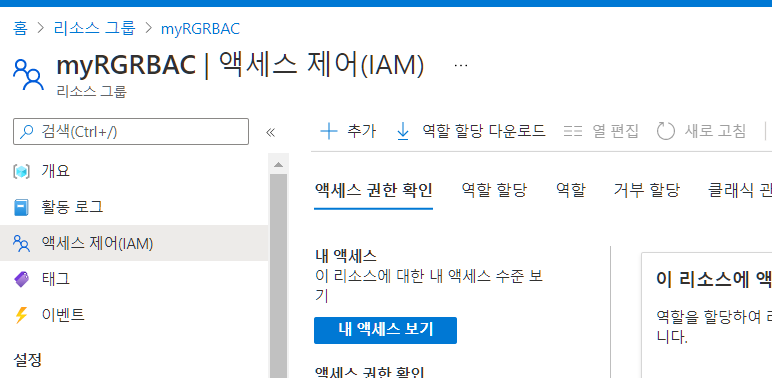 홈 > 리소스 그룹 > myRGRBAC
myRGRBAC | 액세스 제어(IAM) ...
리소스 그룹
검색(Ctrl+/) «
추가 역할 할당 다운로드 열 편집 새로 고침
개요
활동 로그
액세스 제어(IAM)
태그
이벤트
설정
액세스 권한 확인 역할 할당 역할 거부 할당 클래식 관
내 액세스
이 리소스에 대한 내 액세스 수준 보
기
내 액세스 보기
액세스 권한 확인
이 리소스에 액
역할을 할당하여
니다.